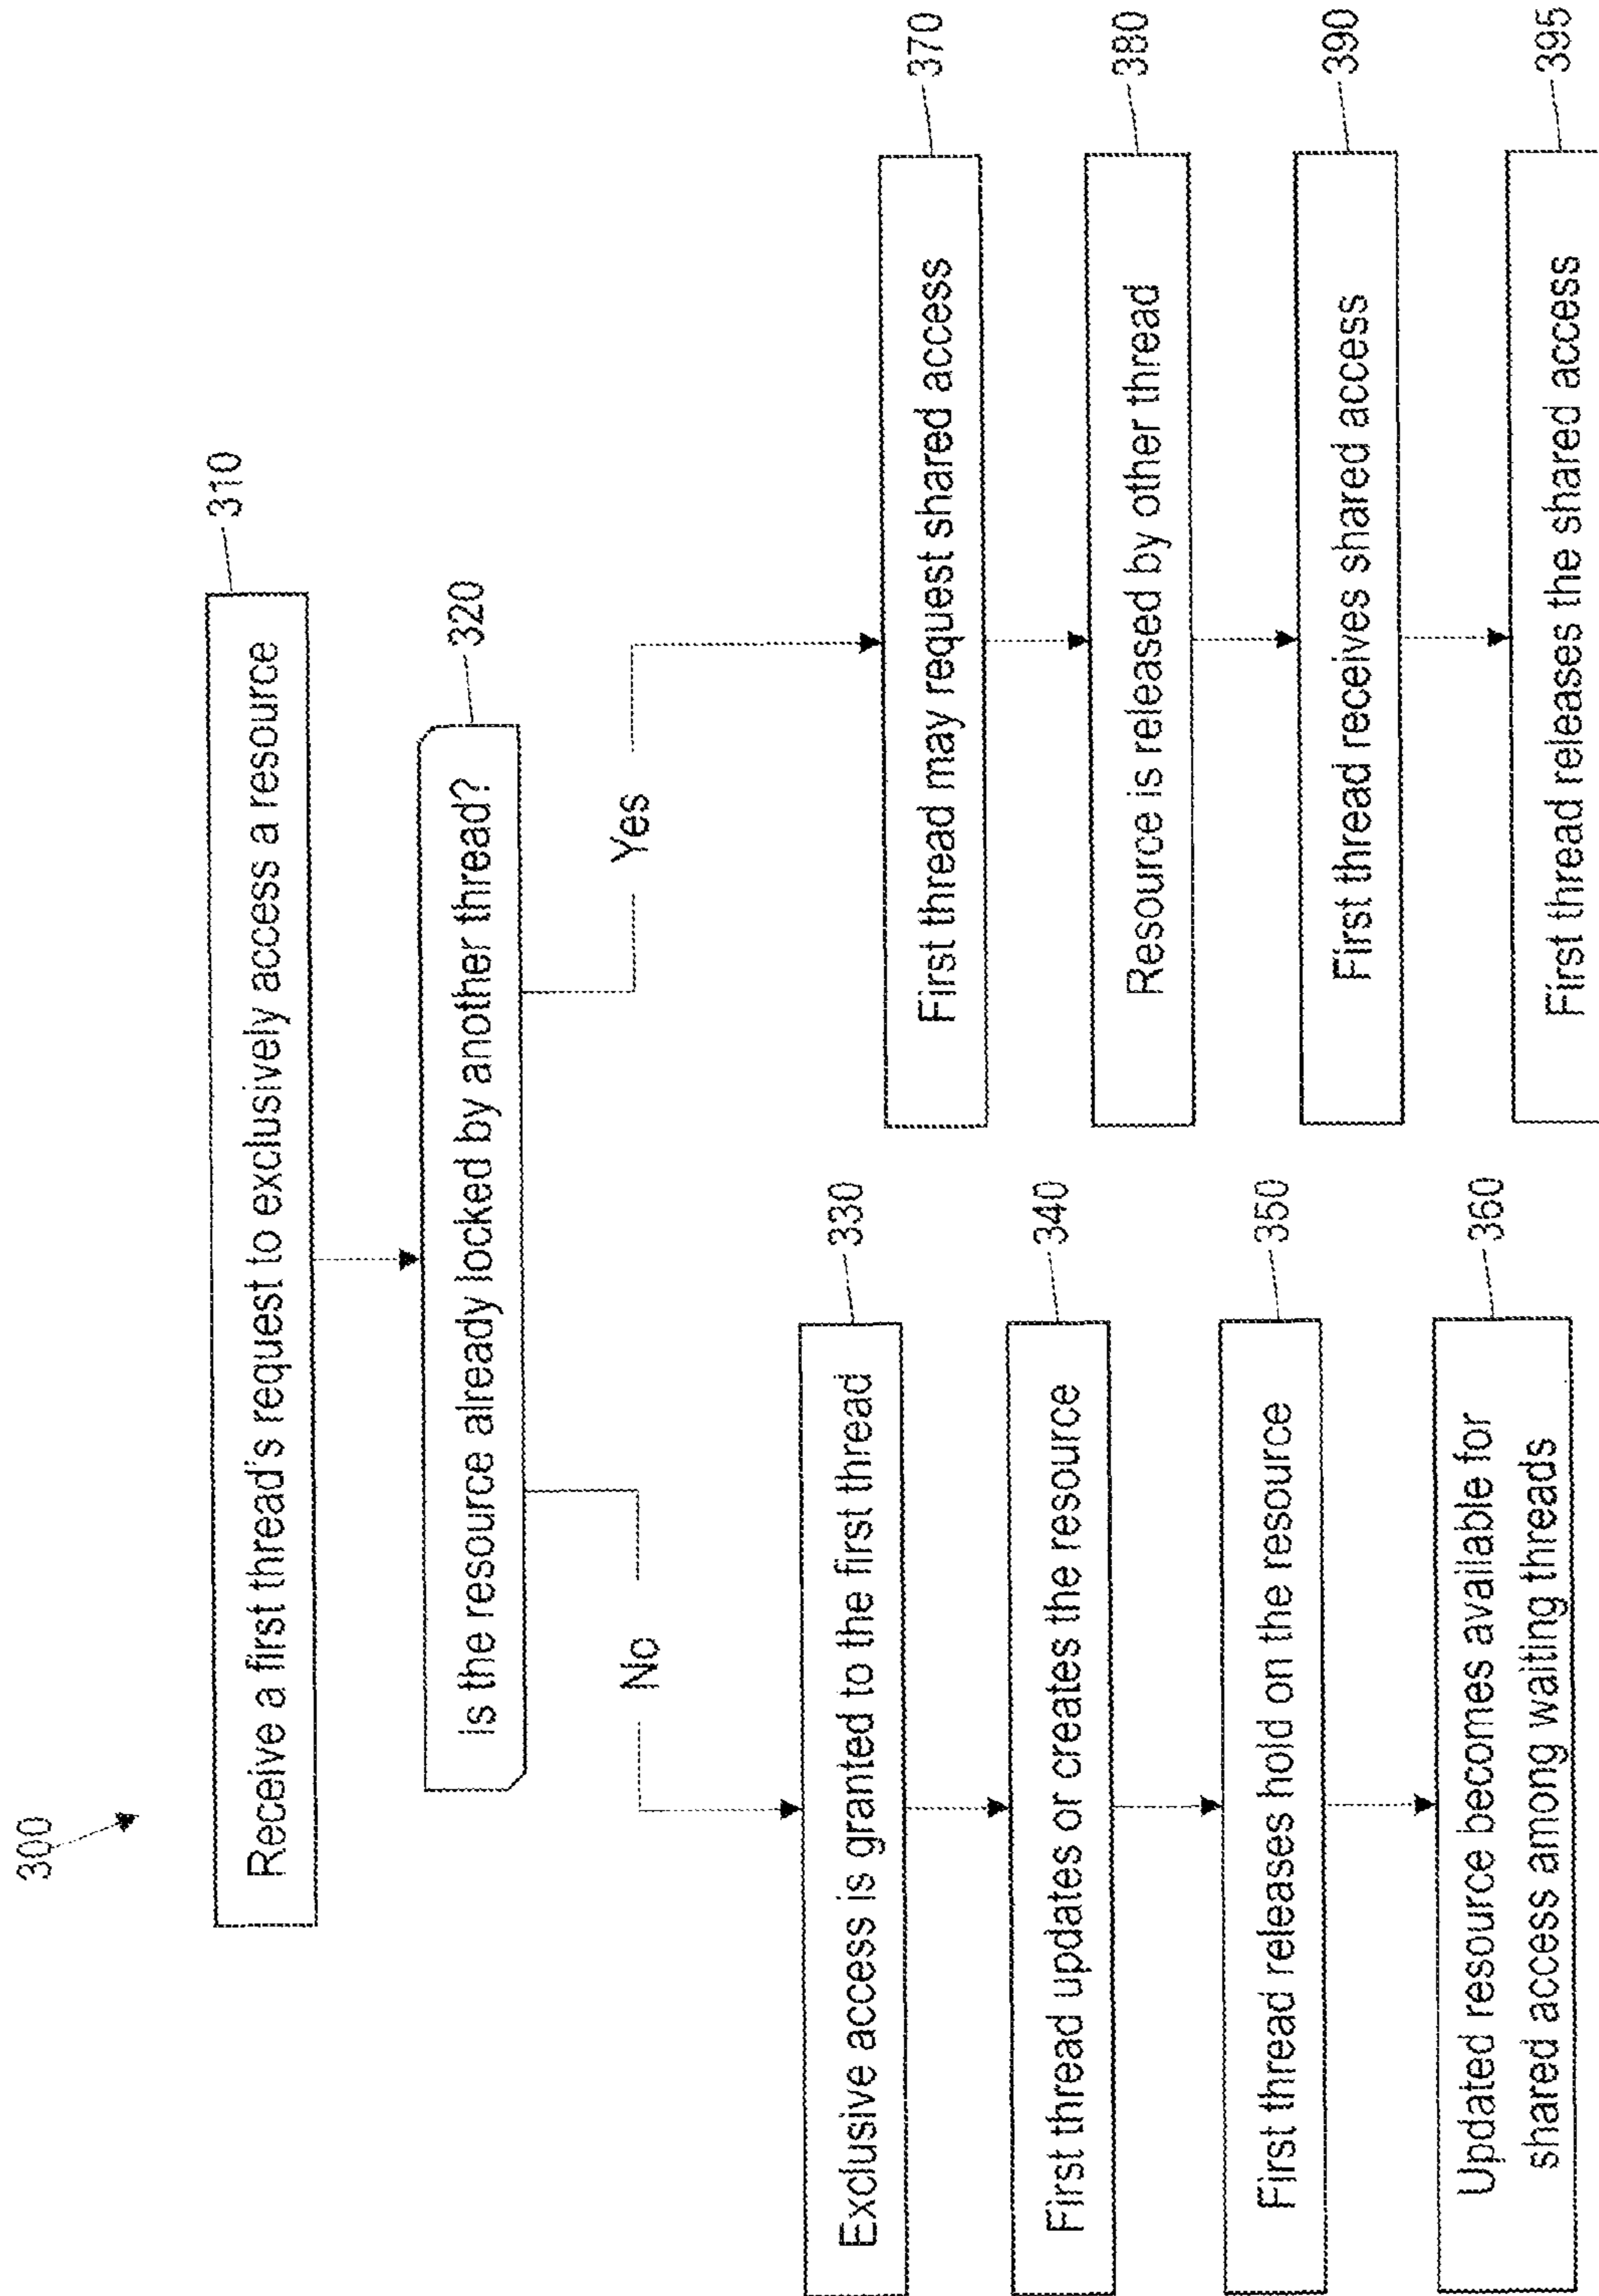 300
Receive a first thread's request to exclusively access a resource
310
Is the resource already locked by another thread?
320
No
Yes
Exclusive access is granted to the first thread
330
First thread updates or creates the resource
340
First thread releases hold on the resource
350
Updated resource becomes available for
shared access among waiting threads
360
First thread may request shared access
370
Resource is released by other thread
380
First thread receives shared access
390
First thread releases the shared access
395